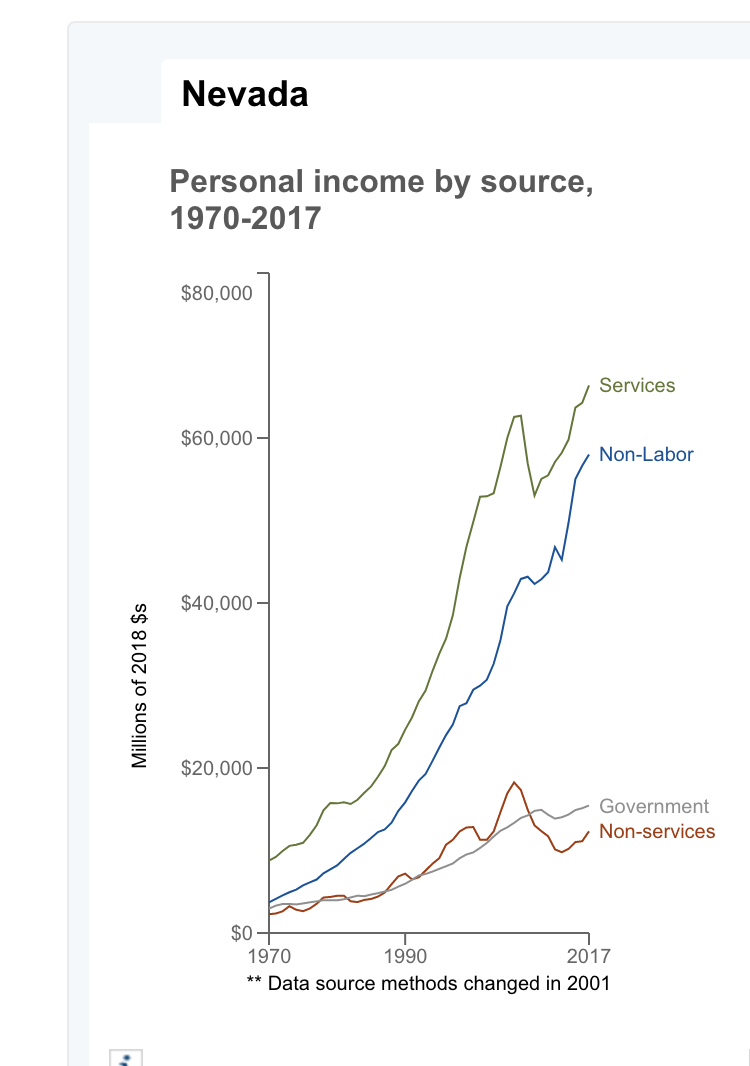 Nevada
Personal income by source,
1970-2017
$80,000
Services
$60,000
Non-Labor
$40,000
Millions of 2018 $s
$20,000
Government
Non-services
$0
1970 1990 2017
** Data source methods changed in 2001